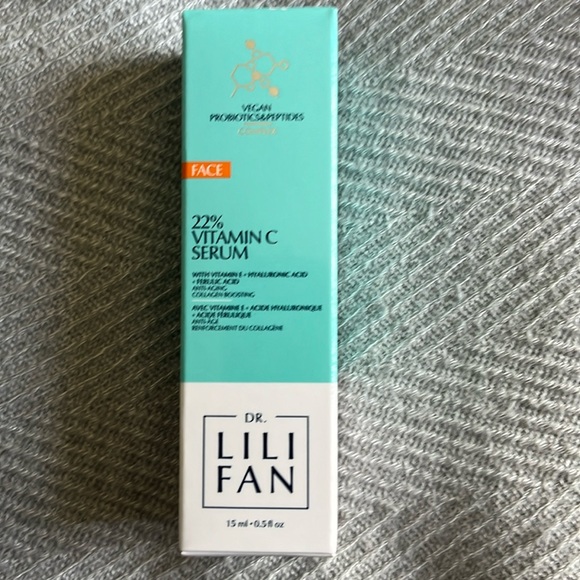 VEGAN
PROBIOTICS&PEPTIDES
COMPLEX
FACE
22%
VITAMIN C
SERUM
WITH VITAMIN E + HYALURONIC ACID
+ FERULIC ACID
ANTI-AGING
COLLAGEN BOOSTING
AVEC VITAMINE E + ACIDE HYALURONIQUE
+ ACIDE FÉRULIQUE
ANTI-ÂGE
RENFORCEMENT DU COLLAGÈNE
DR.
LILI
FAN
15 ml • 0.5 fl oz